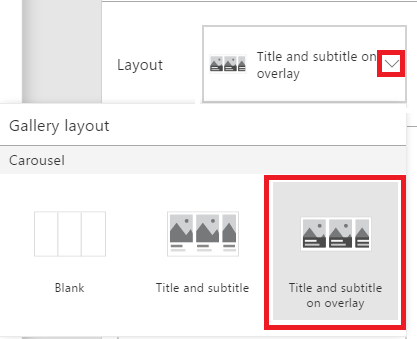 Layout
Title and subtitle on
overlay
Gallery layout
Carousel
Blank
Title and subtitle
Title and subtitle
on overlay